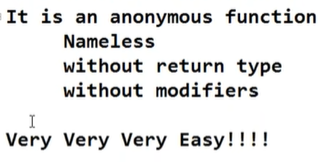 It is an anonymous function
Nameless
without return type
without modifiers
Very Very Very Easy!!!!